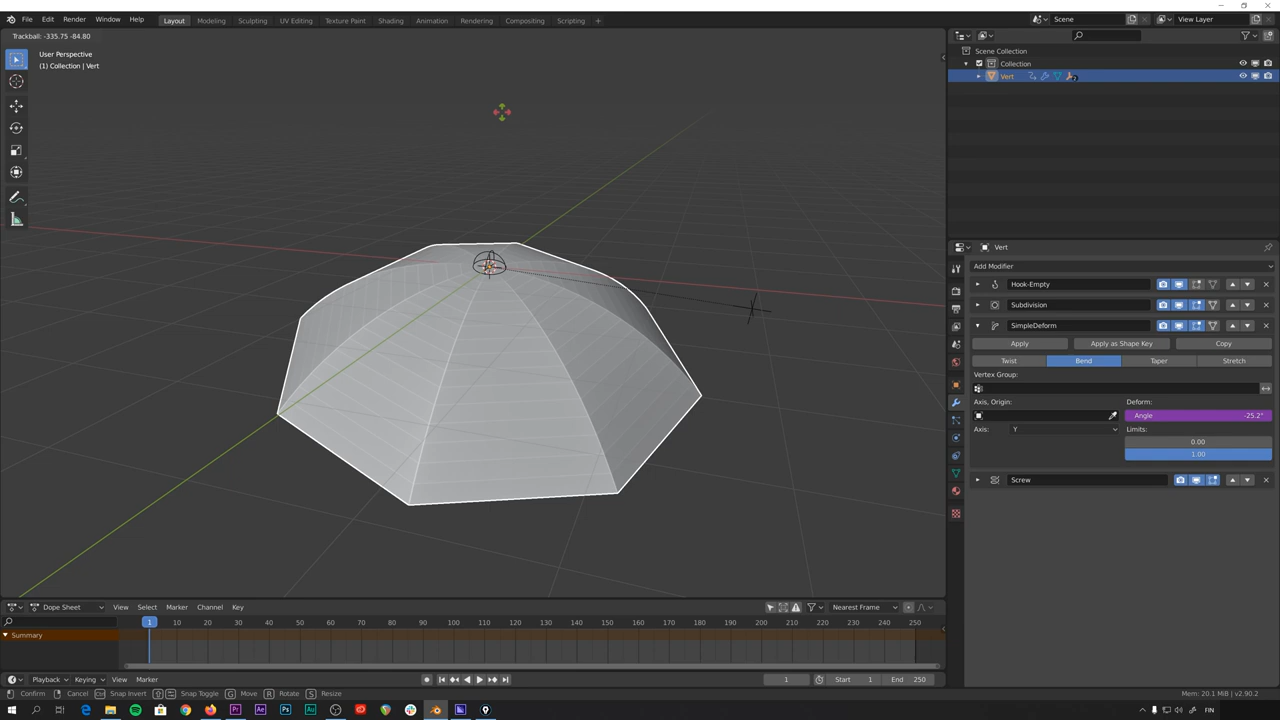 File Edit Render Window Help Layout Modeling Sculpting UV Editing Texture Paint Shading Animation Rendering Compositing Scripting + Scene View Layer
Trackball: -335.75 -84.80
User Perspective
(1) Collection | Vert
Scene Collection
Collection
Vert
Vert
Add Modifier
Hook-Empty
Subdivision
SimpleDeform
Apply Apply as Shape Key Copy
Twist Bend Taper Stretch
Vertex Group:
Axis, Origin: Deform:
Angle -25.2°
Axis: Y Limits:
0.00
1.00
Screw
Dope Sheet View Select Marker Channel Key Nearest Frame
1 10 20 30 40 50 60 70 80 90 100 110 120 130 140 150 160 170 180 190 200 210 220 230 240 250
Summary
Playback Keying View Marker 1 Start 1 End 250
Confirm Cancel Snap Invert Snap Toggle G Move R Rotate S Resize Mem: 20.1 MiB | v2.90.2
FIN